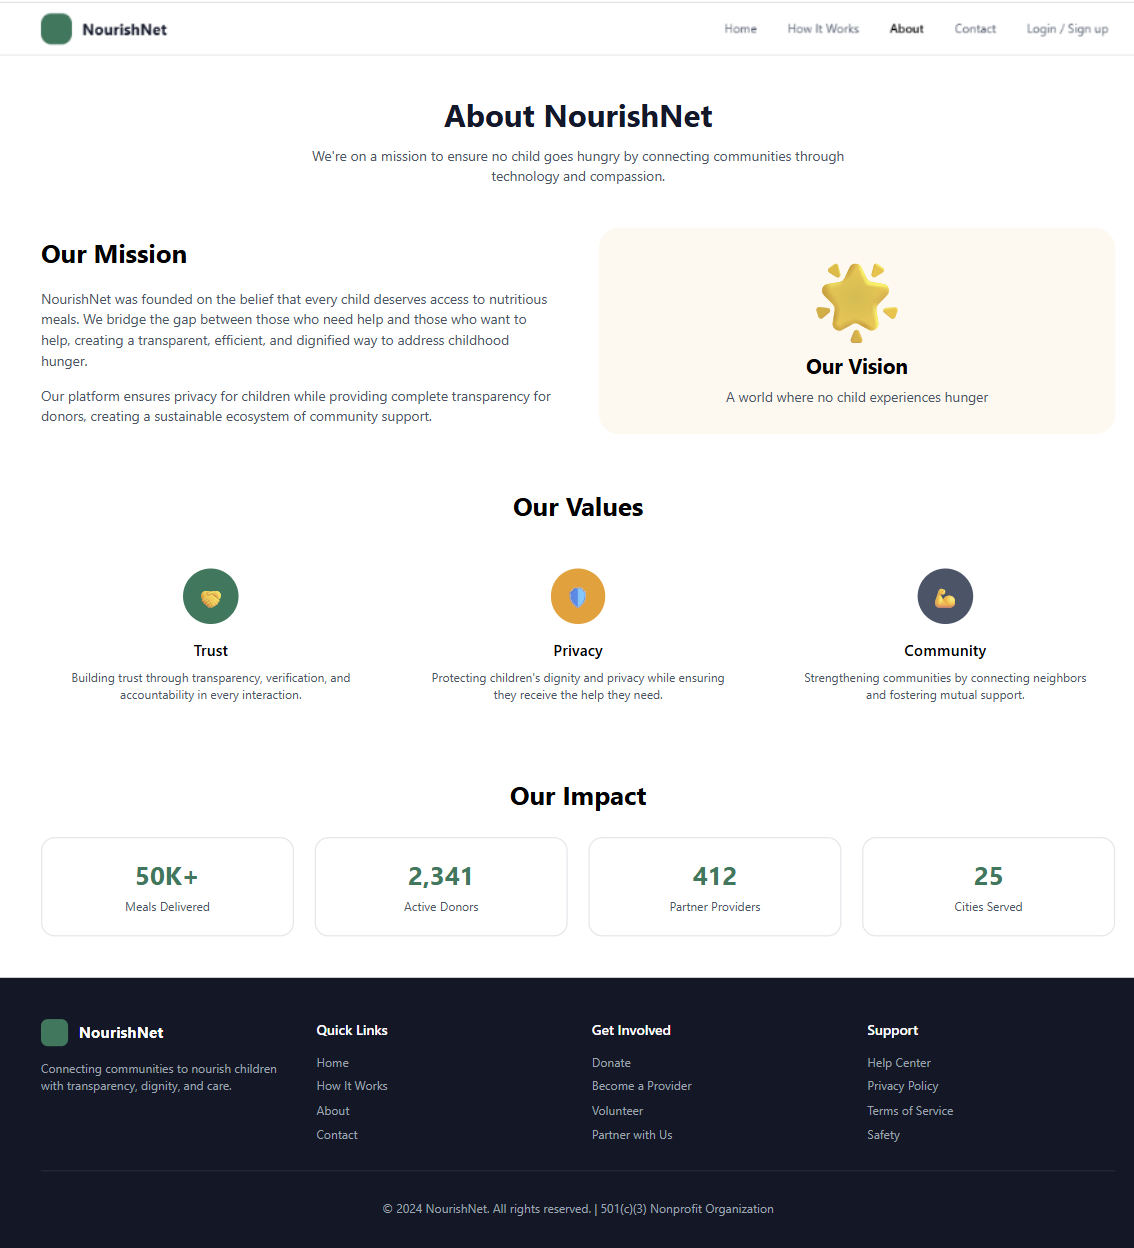 NourishNet
Home
How It Works
About
Contact
Login / Sign up
About NourishNet
We're on a mission to ensure no child goes hungry by connecting communities through
technology and compassion.
Our Mission
NourishNet was founded on the belief that every child deserves access to nutritious
meals. We bridge the gap between those who need help and those who want to
help, creating a transparent, efficient, and dignified way to address childhood
hunger.
Our platform ensures privacy for children while providing complete transparency for
donors, creating a sustainable ecosystem of community support.
Our Vision
A world where no child experiences hunger
Our Values
Trust
Building trust through transparency, verification, and
accountability in every interaction.
Privacy
Protecting children's dignity and privacy while ensuring
they receive the help they need.
Community
Strengthening communities by connecting neighbors
and fostering mutual support.
Our Impact
50K+
Meals Delivered
2,341
Active Donors
412
Partner Providers
25
Cities Served
NourishNet
Connecting communities to nourish children
with transparency, dignity, and care.
Quick Links
Home
How It Works
About
Contact
Get Involved
Donate
Become a Provider
Volunteer
Partner with Us
Support
Help Center
Privacy Policy
Terms of Service
Safety
© 2024 NourishNet. All rights reserved. | 501(c)(3) Nonprofit Organization